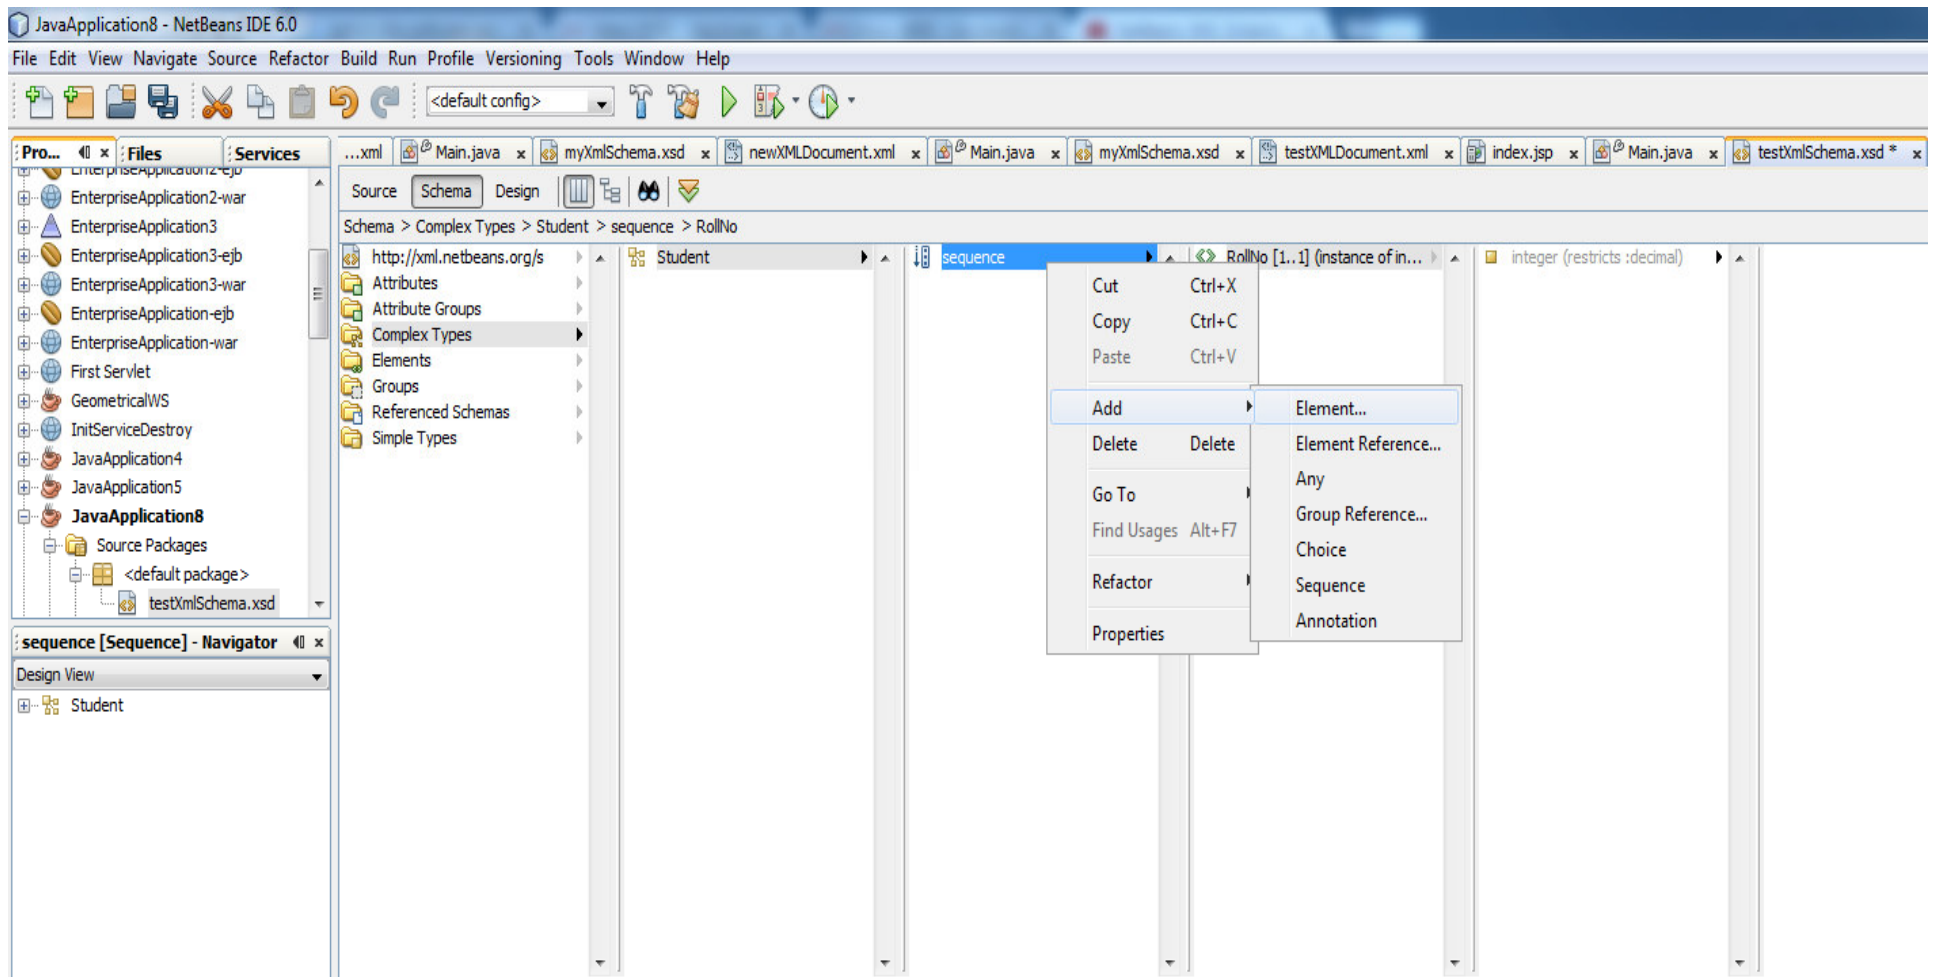 JavaApplication8 - NetBeans IDE 6.0
File Edit View Navigate Source Refactor Build Run Profile Versioning Tools Window Help
<default config>
Pro... Files Services
...xml Main.java myXmlSchema.xsd newXMLDocument.xml Main.java myXmlSchema.xsd testXMLDocument.xml index.jsp Main.java testXmlSchema.xsd *
EnterpriseApplication2-ejb
EnterpriseApplication2-war
EnterpriseApplication3
EnterpriseApplication3-ejb
EnterpriseApplication3-war
EnterpriseApplication-ejb
EnterpriseApplication-war
First Servlet
GeometricalWS
InitServiceDestroy
JavaApplication4
JavaApplication5
JavaApplication8
Source Packages
<default package>
testXmlSchema.xsd
sequence [Sequence] - Navigator
Design View
Student
Source Schema Design
Schema > Complex Types > Student > sequence > RollNo
http://xml.netbeans.org/s
Attributes
Attribute Groups
Complex Types
Elements
Groups
Referenced Schemas
Simple Types
Student
sequence
RollNo [1..1] (instance of in...
integer (restricts :decimal)
Cut Ctrl+X
Copy Ctrl+C
Paste Ctrl+V
Add
Delete Delete
Go To
Find Usages Alt+F7
Refactor
Properties
Element...
Element Reference...
Any
Group Reference...
Choice
Sequence
Annotation